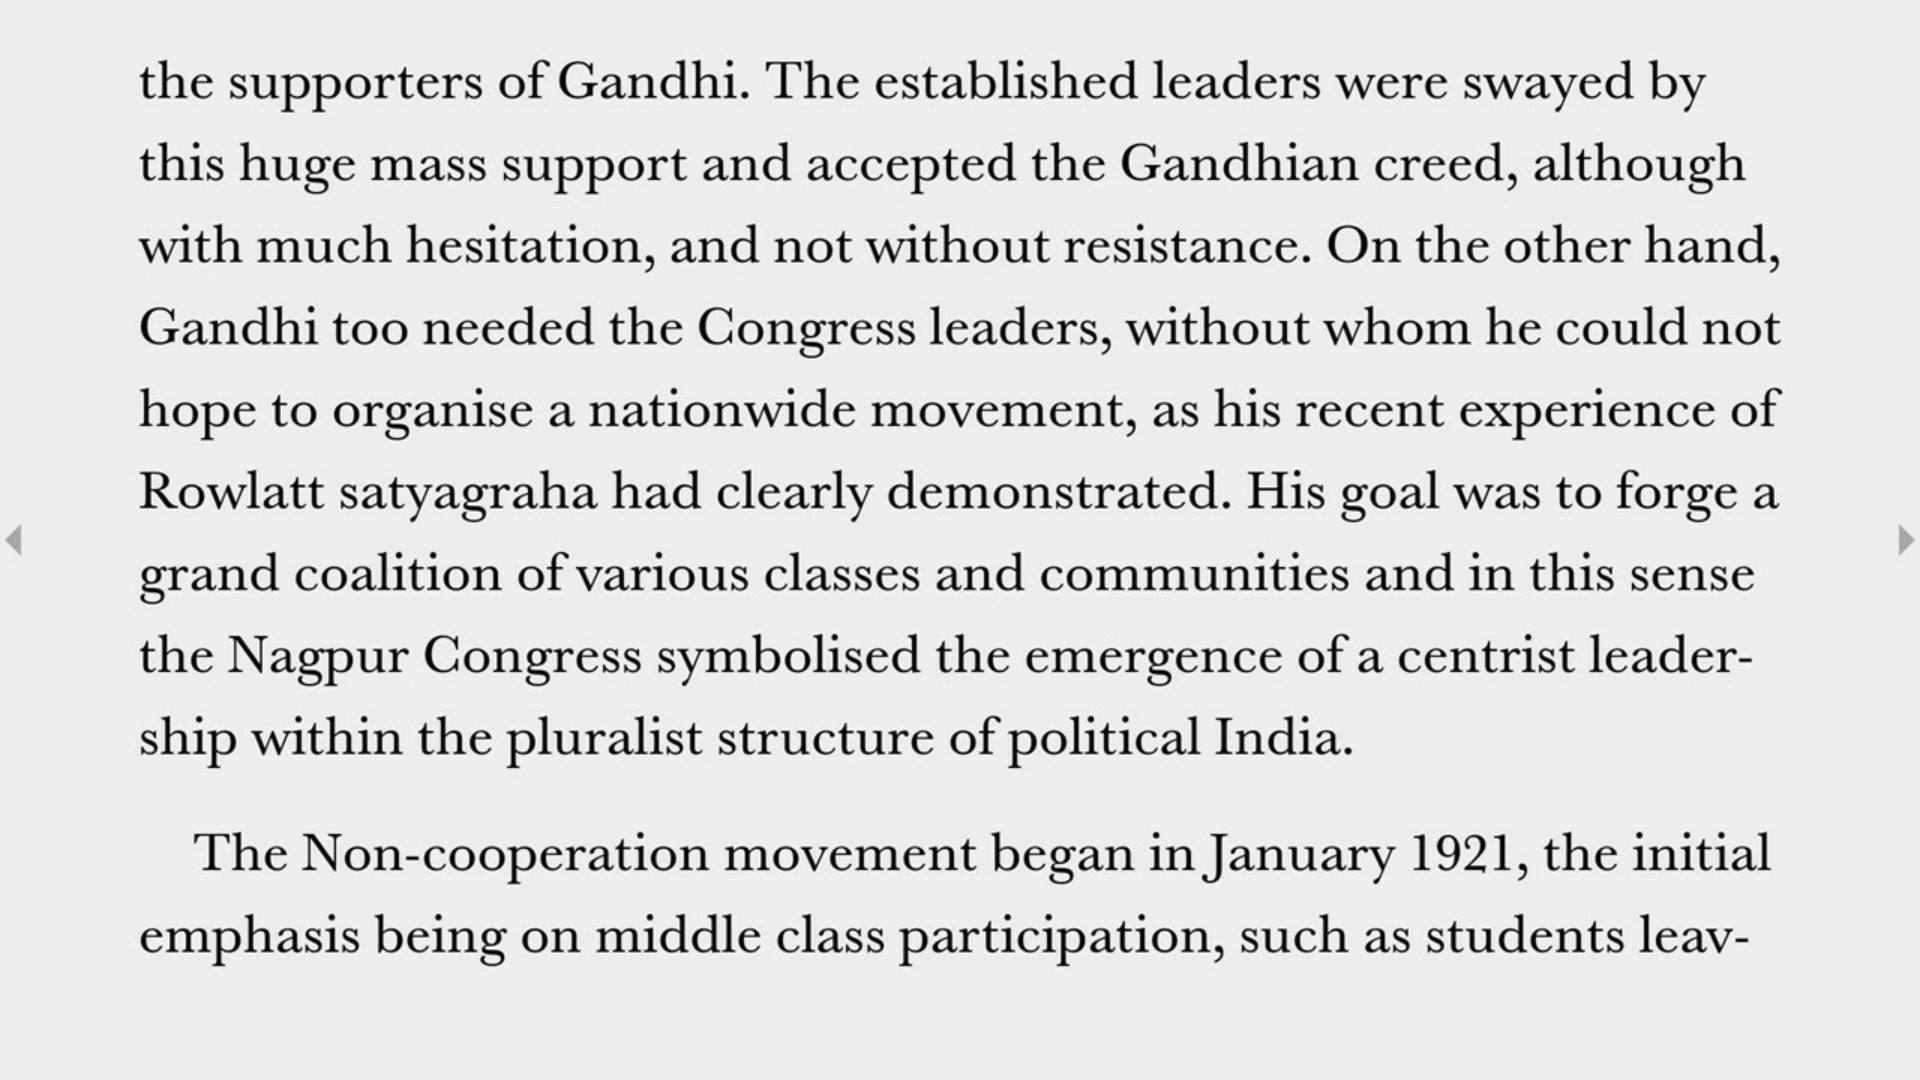 the supporters of Gandhi. The established leaders were swayed by
this huge mass support and accepted the Gandhian creed, although
with much hesitation, and not without resistance. On the other hand,
Gandhi too needed the Congress leaders, without whom he could not
hope to organise a nationwide movement, as his recent experience of
Rowlatt satyagraha had clearly demonstrated. His goal was to forge a
grand coalition of various classes and communities and in this sense
the Nagpur Congress symbolised the emergence of a centrist leader-
ship within the pluralist structure of political India.
The Non-cooperation movement began in January 1921, the initial
emphasis being on middle class participation, such as students leav-